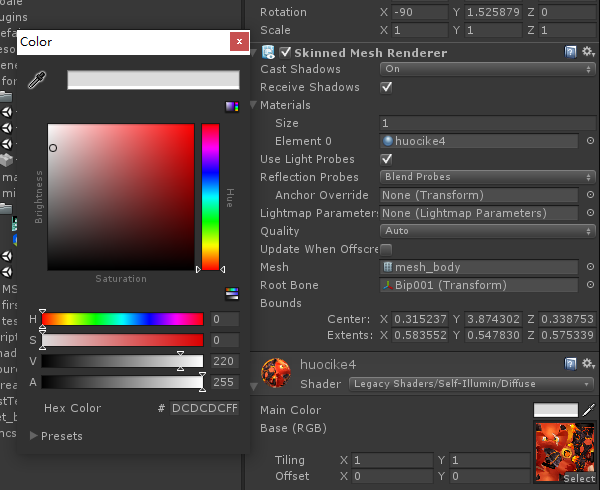 Color
H 0
S 0
V 220
A 255
Brightness
Saturation
Hue
Hex Color # DCDCDCFF
Presets
Rotation X -90 Y 1.525879 Z 0
Scale X 1 Y 1 Z 1
Skinned Mesh Renderer
Cast Shadows On
Receive Shadows
Materials
Size 1
Element 0 huocike4
Use Light Probes
Reflection Probes Blend Probes
Anchor Override None (Transform)
Lightmap Parameters None (Lightmap Parameters)
Quality Auto
Update When Offscre
Mesh mesh_body
Root Bone Bip001 (Transform)
Bounds
Center: X 0.315237 Y 3.874302 Z 0.338753
Extents: X 0.583552 Y 0.547830 Z 0.575339
huocike4
Shader Legacy Shaders/Self-Illumin/Diffuse
Main Color
Base (RGB)
Tiling X 1 Y 1
Offset X 0 Y 0
Select